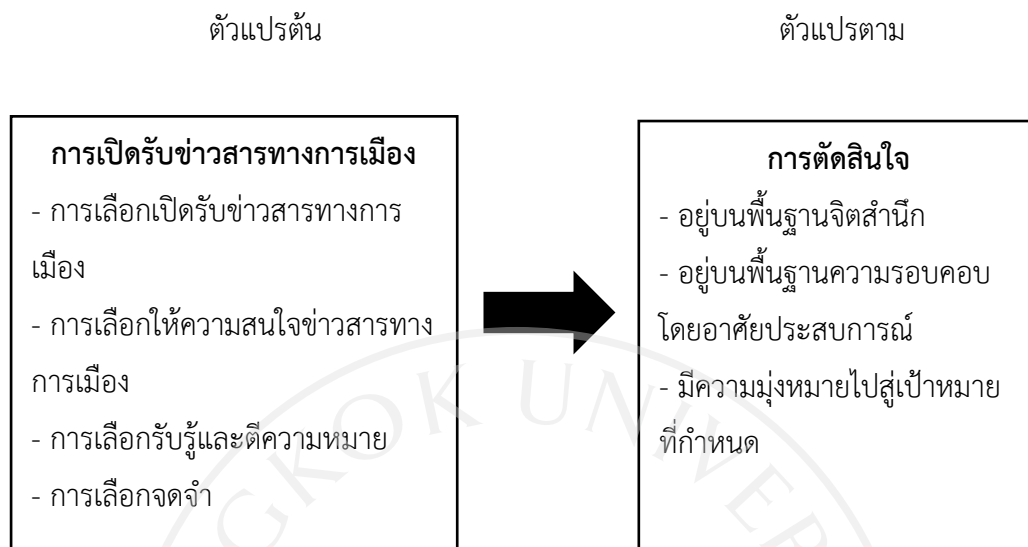 ตัวแปรต้น
ตัวแปรตาม
การเปิดรับข่าวสารทางการเมือง
- การเลือกเปิดรับข่าวสารทางการ
เมือง
- การเลือกให้ความสนใจข่าวสารทาง
การเมือง
- การเลือกรับรู้และตีความหมาย
- การเลือกจดจำ
การตัดสินใจ
- อยู่บนพื้นฐานจิตสำนึก
- อยู่บนพื้นฐานความรอบคอบ
โดยอาศัยประสบการณ์
- มีความมุ่งหมายไปสู่เป้าหมาย
ที่กำหนด
GKOK UNIVER